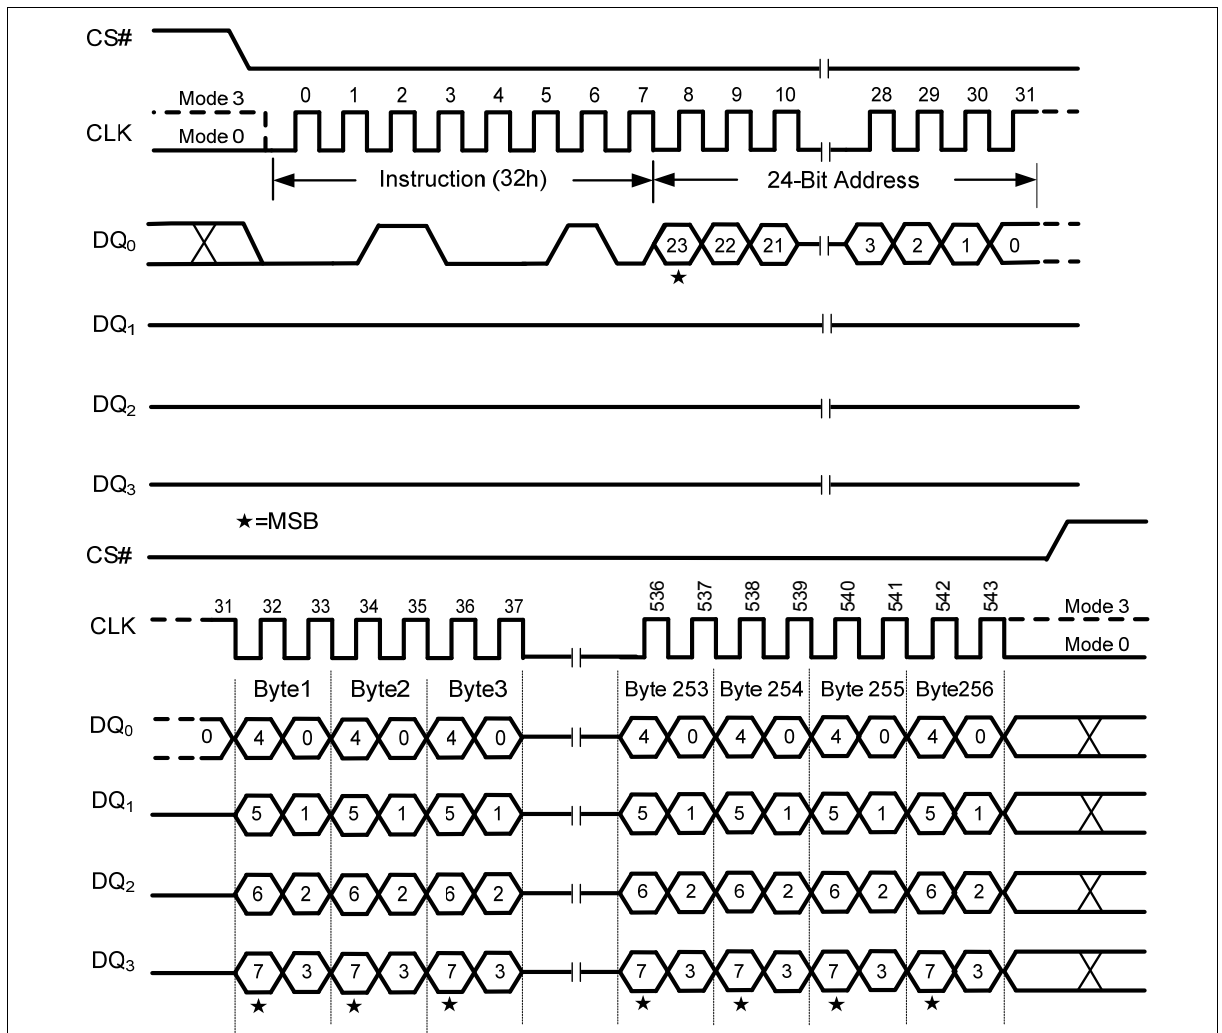 CS#
Mode 3
0 1 2 3 4 5 6 7 8 9 10 28 29 30 31
CLK
Mode 0
Instruction (32h) 24-Bit Address
DQ0 23 22 21 3 2 1 0
★
DQ1
DQ2
DQ3
★=MSB
CS#
31 32 33 34 35 36 37 536 537 538 539 540 541 542 543
Mode 3
CLK
Mode 0
Byte1 Byte2 Byte3 Byte 253 Byte 254 Byte 255 Byte256
DQ0 0 4 0 4 0 4 0 4 0 4 0 4 0 4 0
DQ1 5 1 5 1 5 1 5 1 5 1 5 1 5 1
DQ2 6 2 6 2 6 2 6 2 6 2 6 2 6 2
DQ3 7 3 7 3 7 3 7 3 7 3 7 3 7 3
★ ★ ★ ★ ★ ★ ★